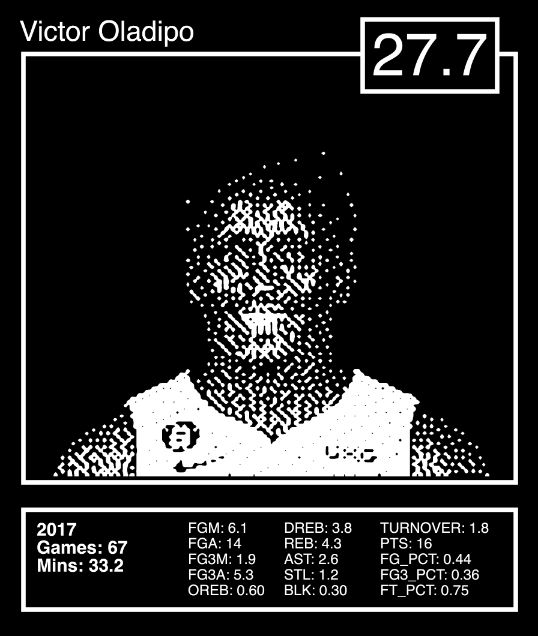 Victor Oladipo
27.7
2017
Games: 67
Mins: 33.2
FGM: 6.1
FGA: 14
FG3M: 1.9
FG3A: 5.3
OREB: 0.60
DREB: 3.8
REB: 4.3
AST: 2.6
STL: 1.2
BLK: 0.30
TURNOVER: 1.8
PTS: 16
FG_PCT: 0.44
FG3_PCT: 0.36
FT_PCT: 0.75